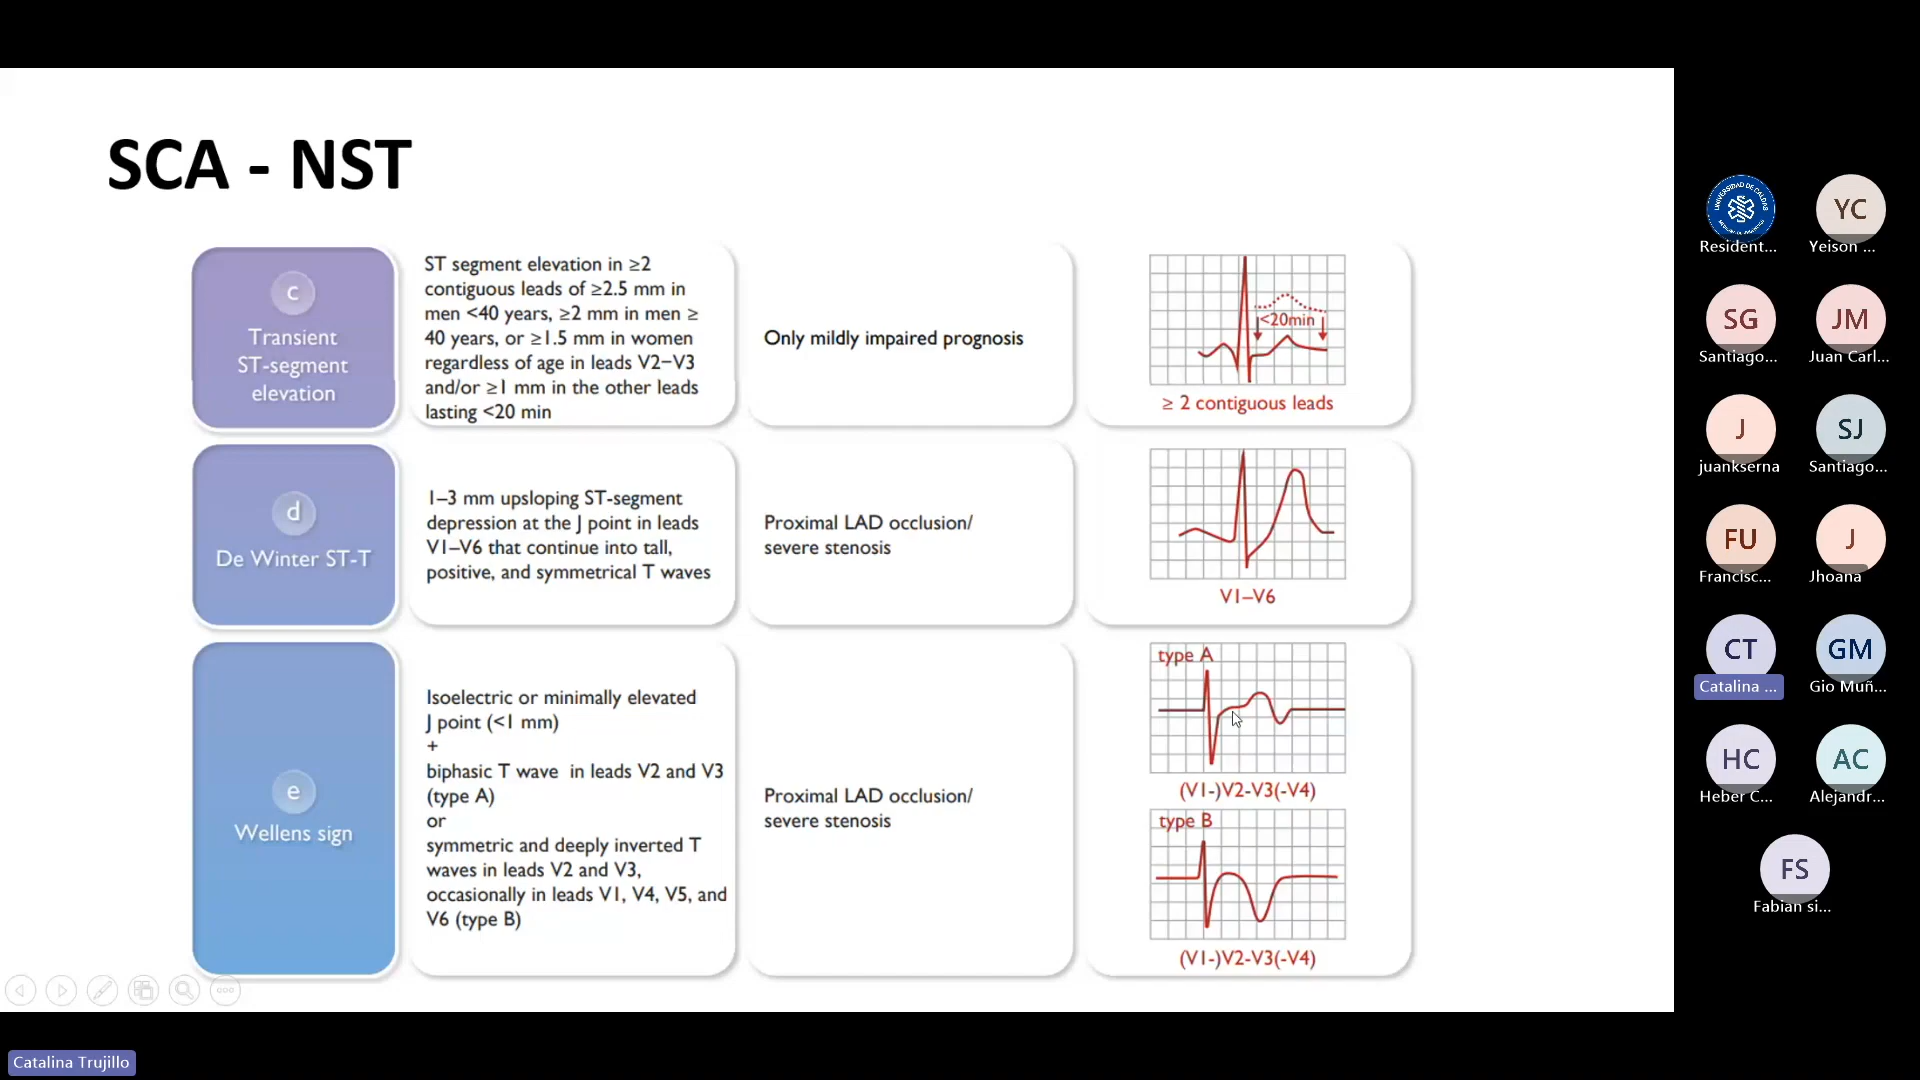 SCA - NST
c
Transient
ST-segment
elevation
ST segment elevation in ≥2
contiguous leads of ≥2.5 mm in
men <40 years, ≥2 mm in men ≥
40 years, or ≥1.5 mm in women
regardless of age in leads V2–V3
and/or ≥1 mm in the other leads
lasting <20 min
Only mildly impaired prognosis
<20min
≥ 2 contiguous leads
d
De Winter ST-T
1–3 mm upsloping ST-segment
depression at the J point in leads
V1–V6 that continue into tall,
positive, and symmetrical T waves
Proximal LAD occlusion/
severe stenosis
V1–V6
e
Wellens sign
Isoelectric or minimally elevated
J point (<1 mm)
+
biphasic T wave in leads V2 and V3
(type A)
or
symmetric and deeply inverted T
waves in leads V2 and V3,
occasionally in leads V1, V4, V5, and
V6 (type B)
Proximal LAD occlusion/
severe stenosis
type A
(V1-)V2-V3(-V4)
type B
(V1-)V2-V3(-V4)
UNIVERSIDAD DE CALDAS
Resident...
YC
Yeison ...
SG
Santiago...
JM
Juan Carl...
J
juankserna
SJ
Santiago...
FU
Francisc...
J
Jhoana
CT
Catalina ...
GM
Gio Muñ...
HC
Heber C...
AC
Alejandr...
FS
Fabian si...
Catalina Trujillo